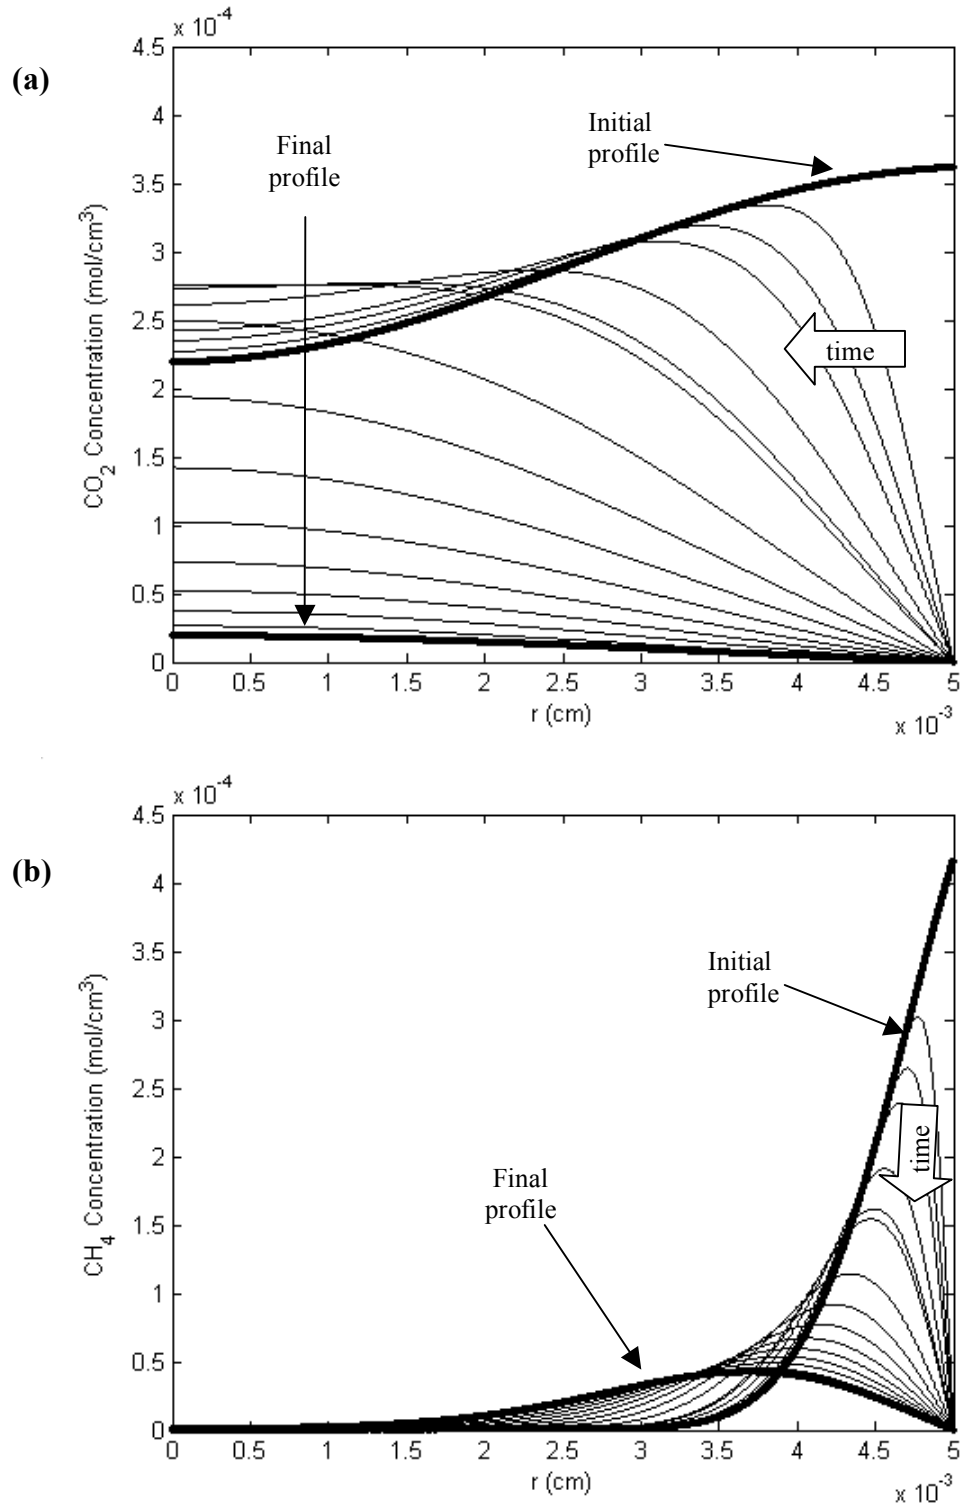 x 10⁻⁴
(a)
4.5
4
3.5
3
2.5
2
1.5
1
0.5
0
CO₂ Concentration (mol/cm³)
Final
profile
Initial
profile
time
0 0.5 1 1.5 2 2.5 3 3.5 4 4.5 5
r (cm)
x 10⁻³
x 10⁻⁴
(b)
4.5
4
3.5
3
2.5
2
1.5
1
0.5
0
CH₄ Concentration (mol/cm³)
Initial
profile
time
Final
profile
0 0.5 1 1.5 2 2.5 3 3.5 4 4.5 5
r (cm)
x 10⁻³